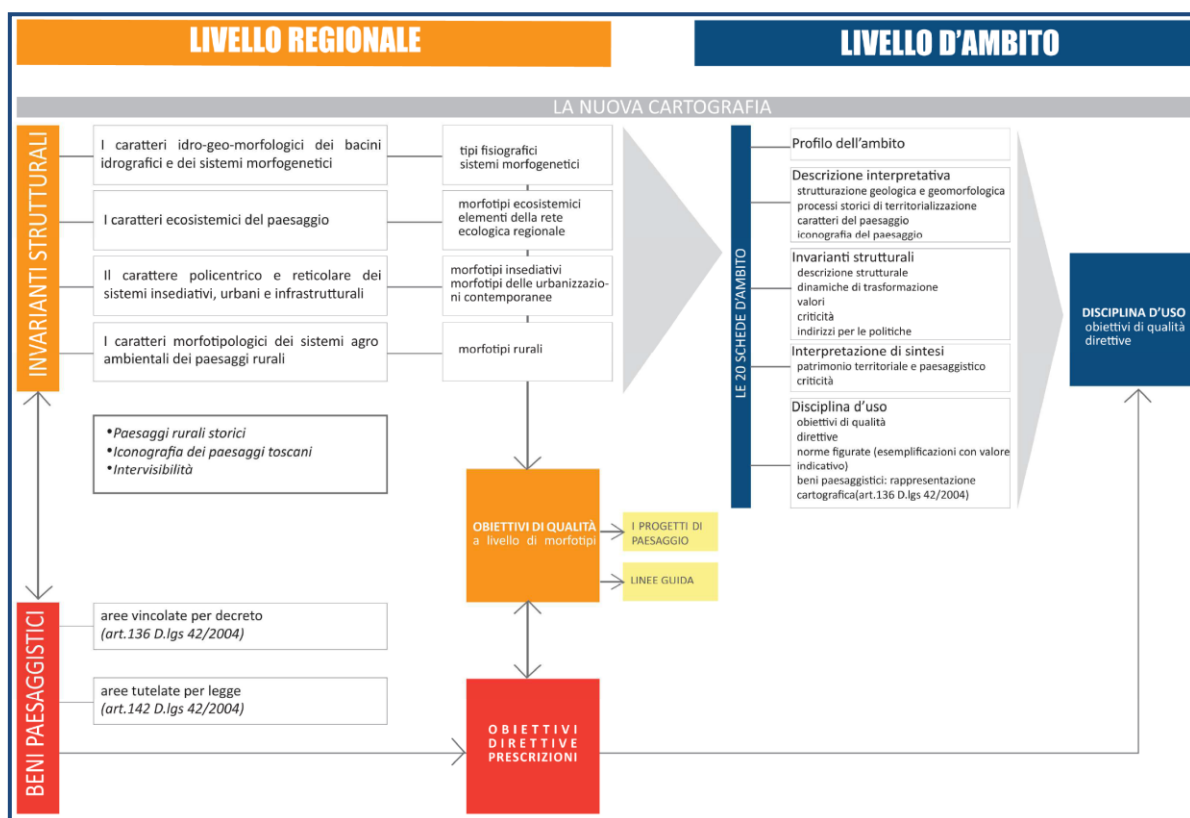 LIVELLO REGIONALE
LIVELLO D'AMBITO
LA NUOVA CARTOGRAFIA
INVARIANTI STRUTTURALI
I caratteri idro-geo-morfologici dei bacini
idrografici e dei sistemi morfogenetici
tipi fisiografici
sistemi morfogenetici
I caratteri ecosistemici del paesaggio
morfotipi ecosistemici
elementi della rete
ecologica regionale
Il carattere policentrico e reticolare dei
sistemi insediativi, urbani e infrastrutturali
morfotipi insediativi
morfotipi delle urbanizzazio-
ni contemporanee
I caratteri morfotipologici dei sistemi agro
ambientali dei paesaggi rurali
morfotipi rurali
•Paesaggi rurali storici
•Iconografia dei paesaggi toscani
•Intervisibilità
OBIETTIVI DI QUALITÀ
a livello di morfotipi
I PROGETTI DI
PAESAGGIO
LINEE GUIDA
BENI PAESAGGISTICI
aree vincolate per decreto
(art.136 D.lgs 42/2004)
aree tutelate per legge
(art.142 D.lgs 42/2004)
OBIETTIVI
DIRETTIVE
PRESCRIZIONI
LE 20 SCHEDE D'AMBITO
Profilo dell'ambito
Descrizione interpretativa
strutturazione geologica e geomorfologica
processi storici di territorializzazione
caratteri del paesaggio
iconografia del paesaggio
Invarianti strutturali
descrizione strutturale
dinamiche di trasformazione
valori
criticità
indirizzi per le politiche
Interpretazione di sintesi
patrimonio territoriale e paesaggistico
criticità
Disciplina d'uso
obiettivi di qualità
direttive
norme figurate (esemplificazioni con valore
indicativo)
beni paesaggistici: rappresentazione
cartografica(art.136 D.lgs 42/2004)
DISCIPLINA D'USO
obiettivi di qualità
direttive